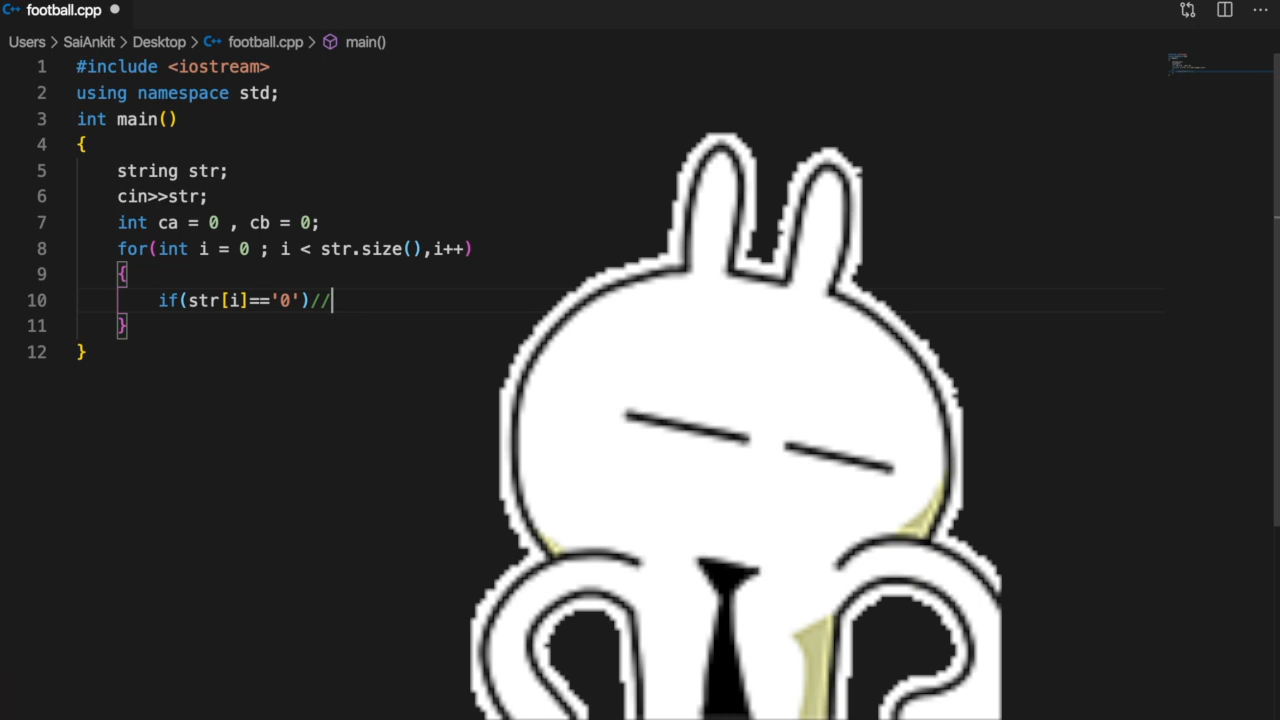 C++ football.cpp
Users > SaiAnkit > Desktop > C++ football.cpp > main()
1 #include <iostream>
2 using namespace std;
3 int main()
4 {
5 string str;
6 cin>>str;
7 int ca = 0 , cb = 0;
8 for(int i = 0 ; i < str.size(),i++)
9 {
10 if(str[i]=='0')//
11 }
12 }